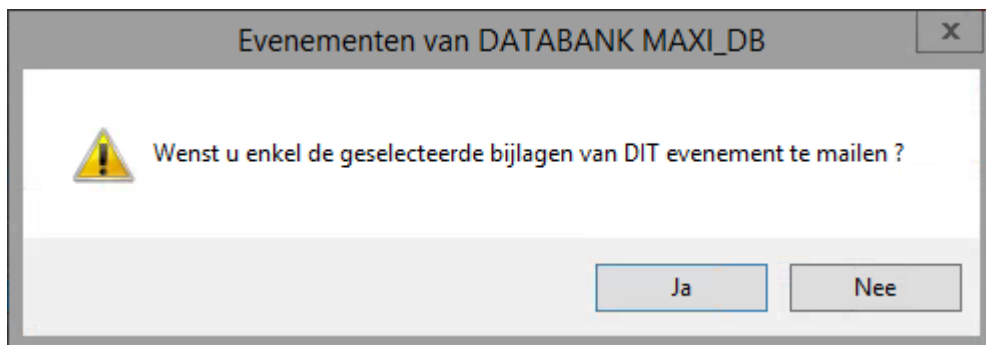 Evenementen van DATABANK MAXI_DB
x
Wenst u enkel de geselecteerde bijlagen van DIT evenement te mailen ?
Ja
Nee